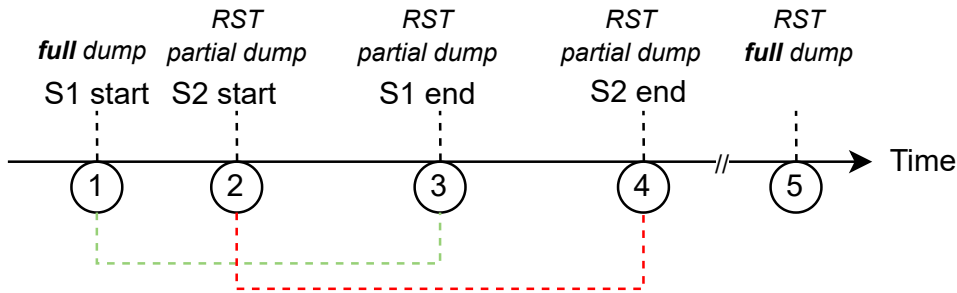 RST RST RST RST
full dump partial dump partial dump partial dump full dump
S1 start S2 start S1 end S2 end
Time
1 2 3 4 5
//